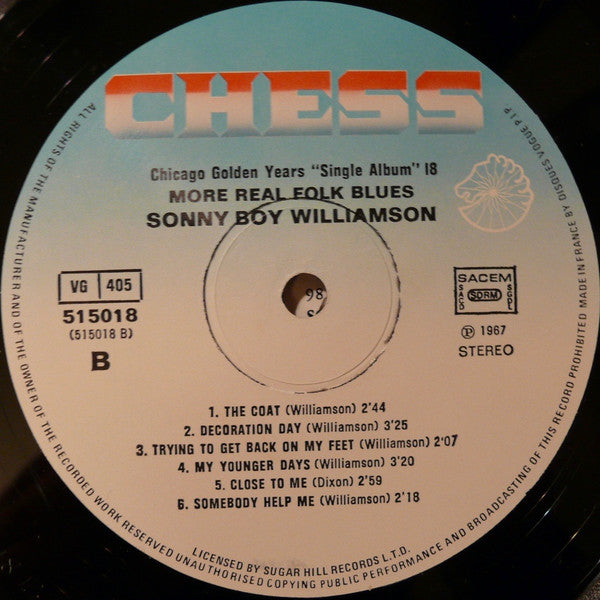 CHESS
Chicago Golden Years "Single Album" 18
MORE REAL FOLK BLUES
SONNY BOY WILLIAMSON
VG 405
515018
(515018 B)
B
SACEM
SACD SDRM SGDL
℗ 1967
STEREO
98
1. THE COAT (Williamson) 2'44
2. DECORATION DAY (Williamson) 3'25
3. TRYING TO GET BACK ON MY FEET (Williamson) 2'07
4. MY YOUNGER DAYS (Williamson) 3'20
5. CLOSE TO ME (Dixon) 2'59
6. SOMEBODY HELP ME (Williamson) 2'18
LICENSED BY SUGAR HILL RECORDS L.T.D.
ALL RIGHTS OF THE MANUFACTURER AND OF THE OWNER OF THE RECORDED WORK RESERVED UNAUTHORISED COPYING PUBLIC PERFORMANCE AND BROADCASTING OF THIS RECORD PROHIBITED MADE IN FRANCE BY DISQUES VOGUE P.I.P.